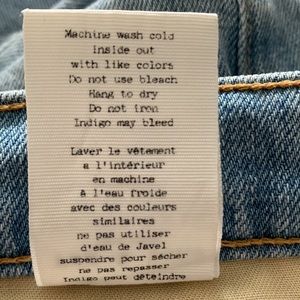 Machine wash cold
inside out
with like colors
Do not use bleach
Hang to dry
Do not iron
Indigo may bleed
Laver le vêtement
a l'intérieur
en machine
À l'eau froide
avec des couleurs
similaires
ne pas utiliser
d'eau de Javel
suspendre pour sécher
ne pas repasser
Indigo peut déteindre